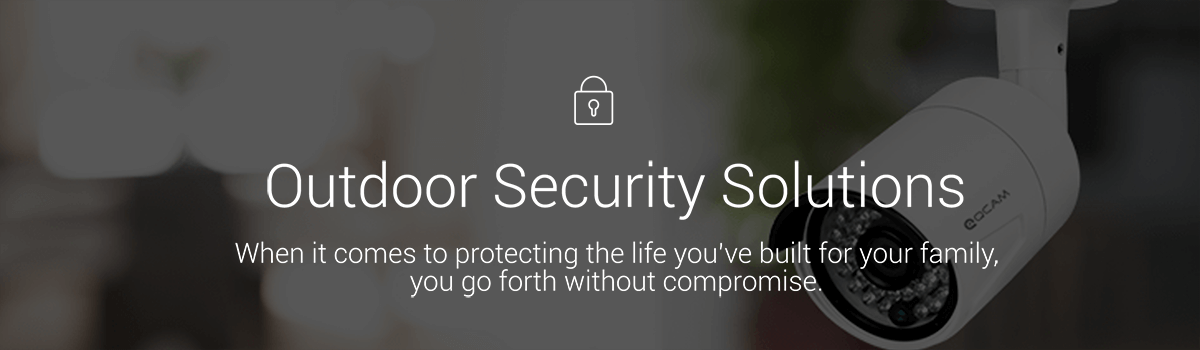 Outdoor Security Solutions
When it comes to protecting the life you've built for your family,
you go forth without compromise.
QCAM